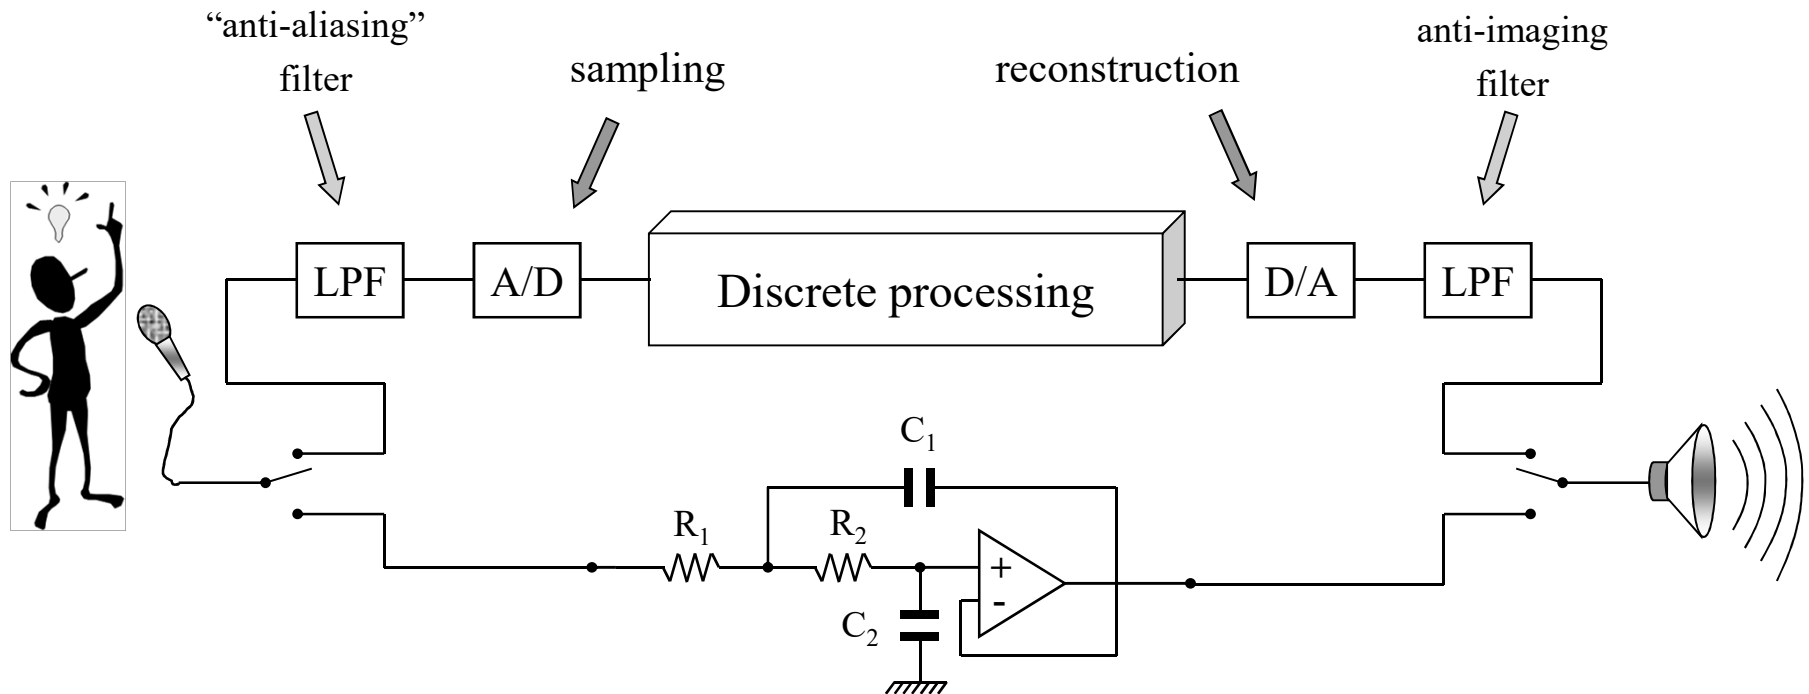 “anti-aliasing”
filter
sampling
reconstruction
anti-imaging
filter
LPF
A/D
Discrete processing
D/A
LPF
C₁
R₁
R₂
+
-
C₂